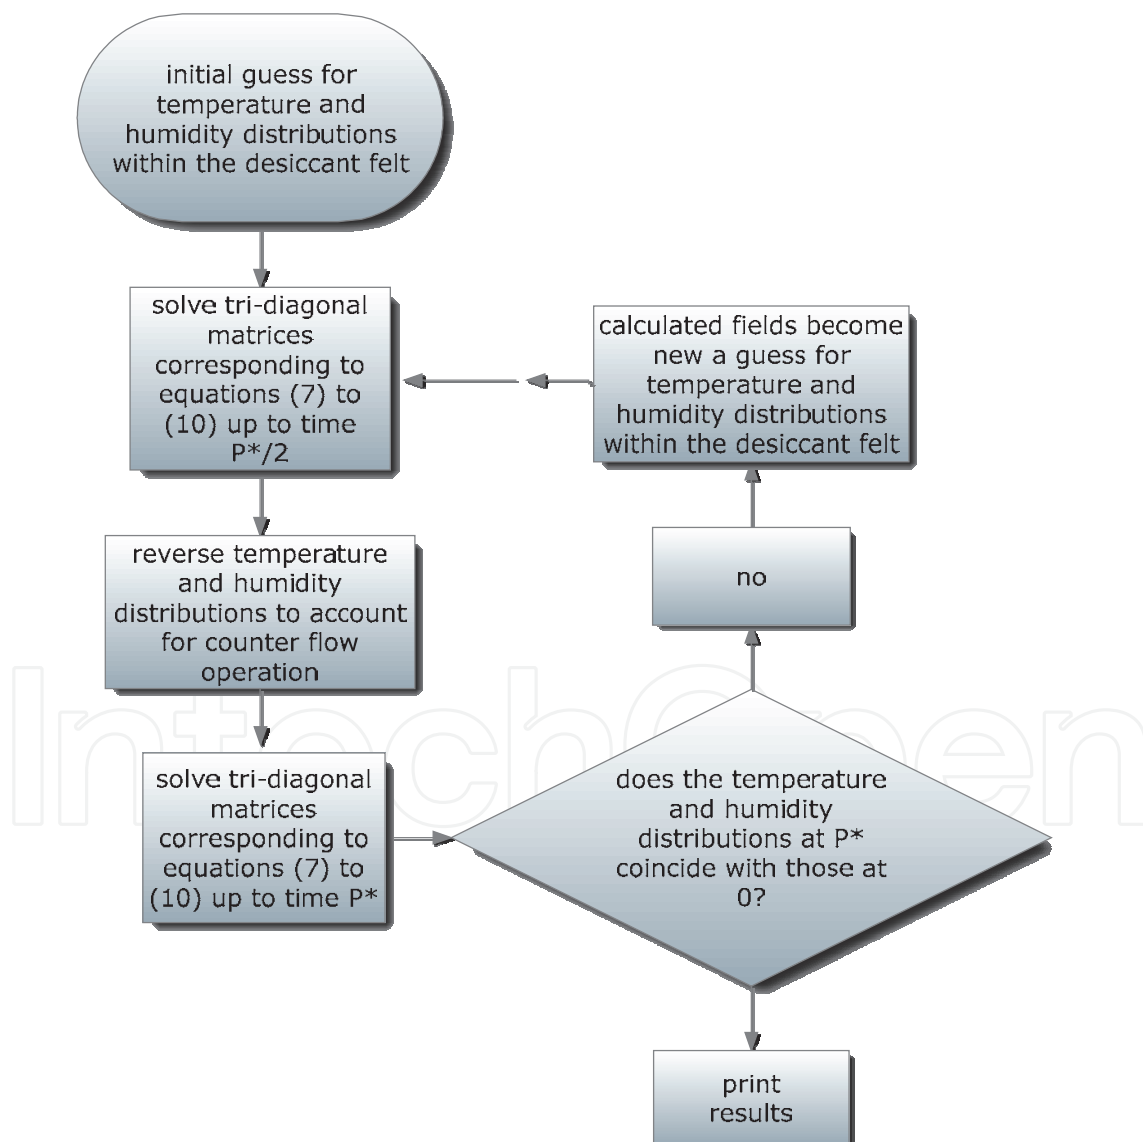 initial guess for
temperature and
humidity distributions
within the desiccant felt
solve tri-diagonal
matrices
corresponding to
equations (7) to
(10) up to time
P*/2
calculated fields become
new a guess for
temperature and
humidity distributions
within the desiccant felt
reverse temperature
and humidity
distributions to account
for counter flow
operation
no
solve tri-diagonal
matrices
corresponding to
equations (7) to
(10) up to time P*
does the temperature
and humidity
distributions at P*
coincide with those at
0?
print
results
IntechOpen